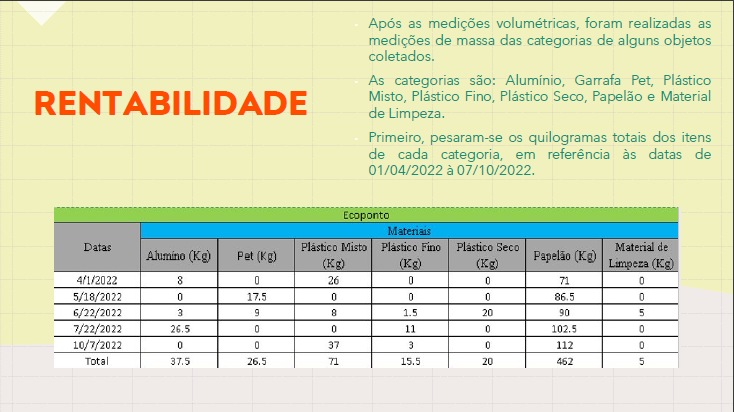 Após as medições volumétricas, foram realizadas as
medições de massa das categorias de alguns objetos
coletados.
As categorias são: Alumínio, Garrafa Pet, Plástico
Misto, Plástico Fino, Plástico Seco, Papelão e Material
de Limpeza.
Primeiro, pesaram-se os quilogramas totais dos itens
de cada categoria, em referência às datas de
01/04/2022 à 07/10/2022.
RENTABILIDADE
Ecoponto
Datas Materiais
Alumino (Kg) Pet (Kg) Plástico Misto (Kg) Plástico Fino (Kg) Plástico Seco (Kg) Papelão (Kg) Material de Limpeza (Kg)
4/1/2022 8 0 26 0 0 71 0
5/18/2022 0 17.5 0 0 0 86.5 0
6/22/2022 3 9 8 1.5 20 90 5
7/22/2022 26.5 0 0 11 0 102.5 0
10/7/2022 0 0 37 3 0 112 0
Total 37.5 26.5 71 15.5 20 462 5